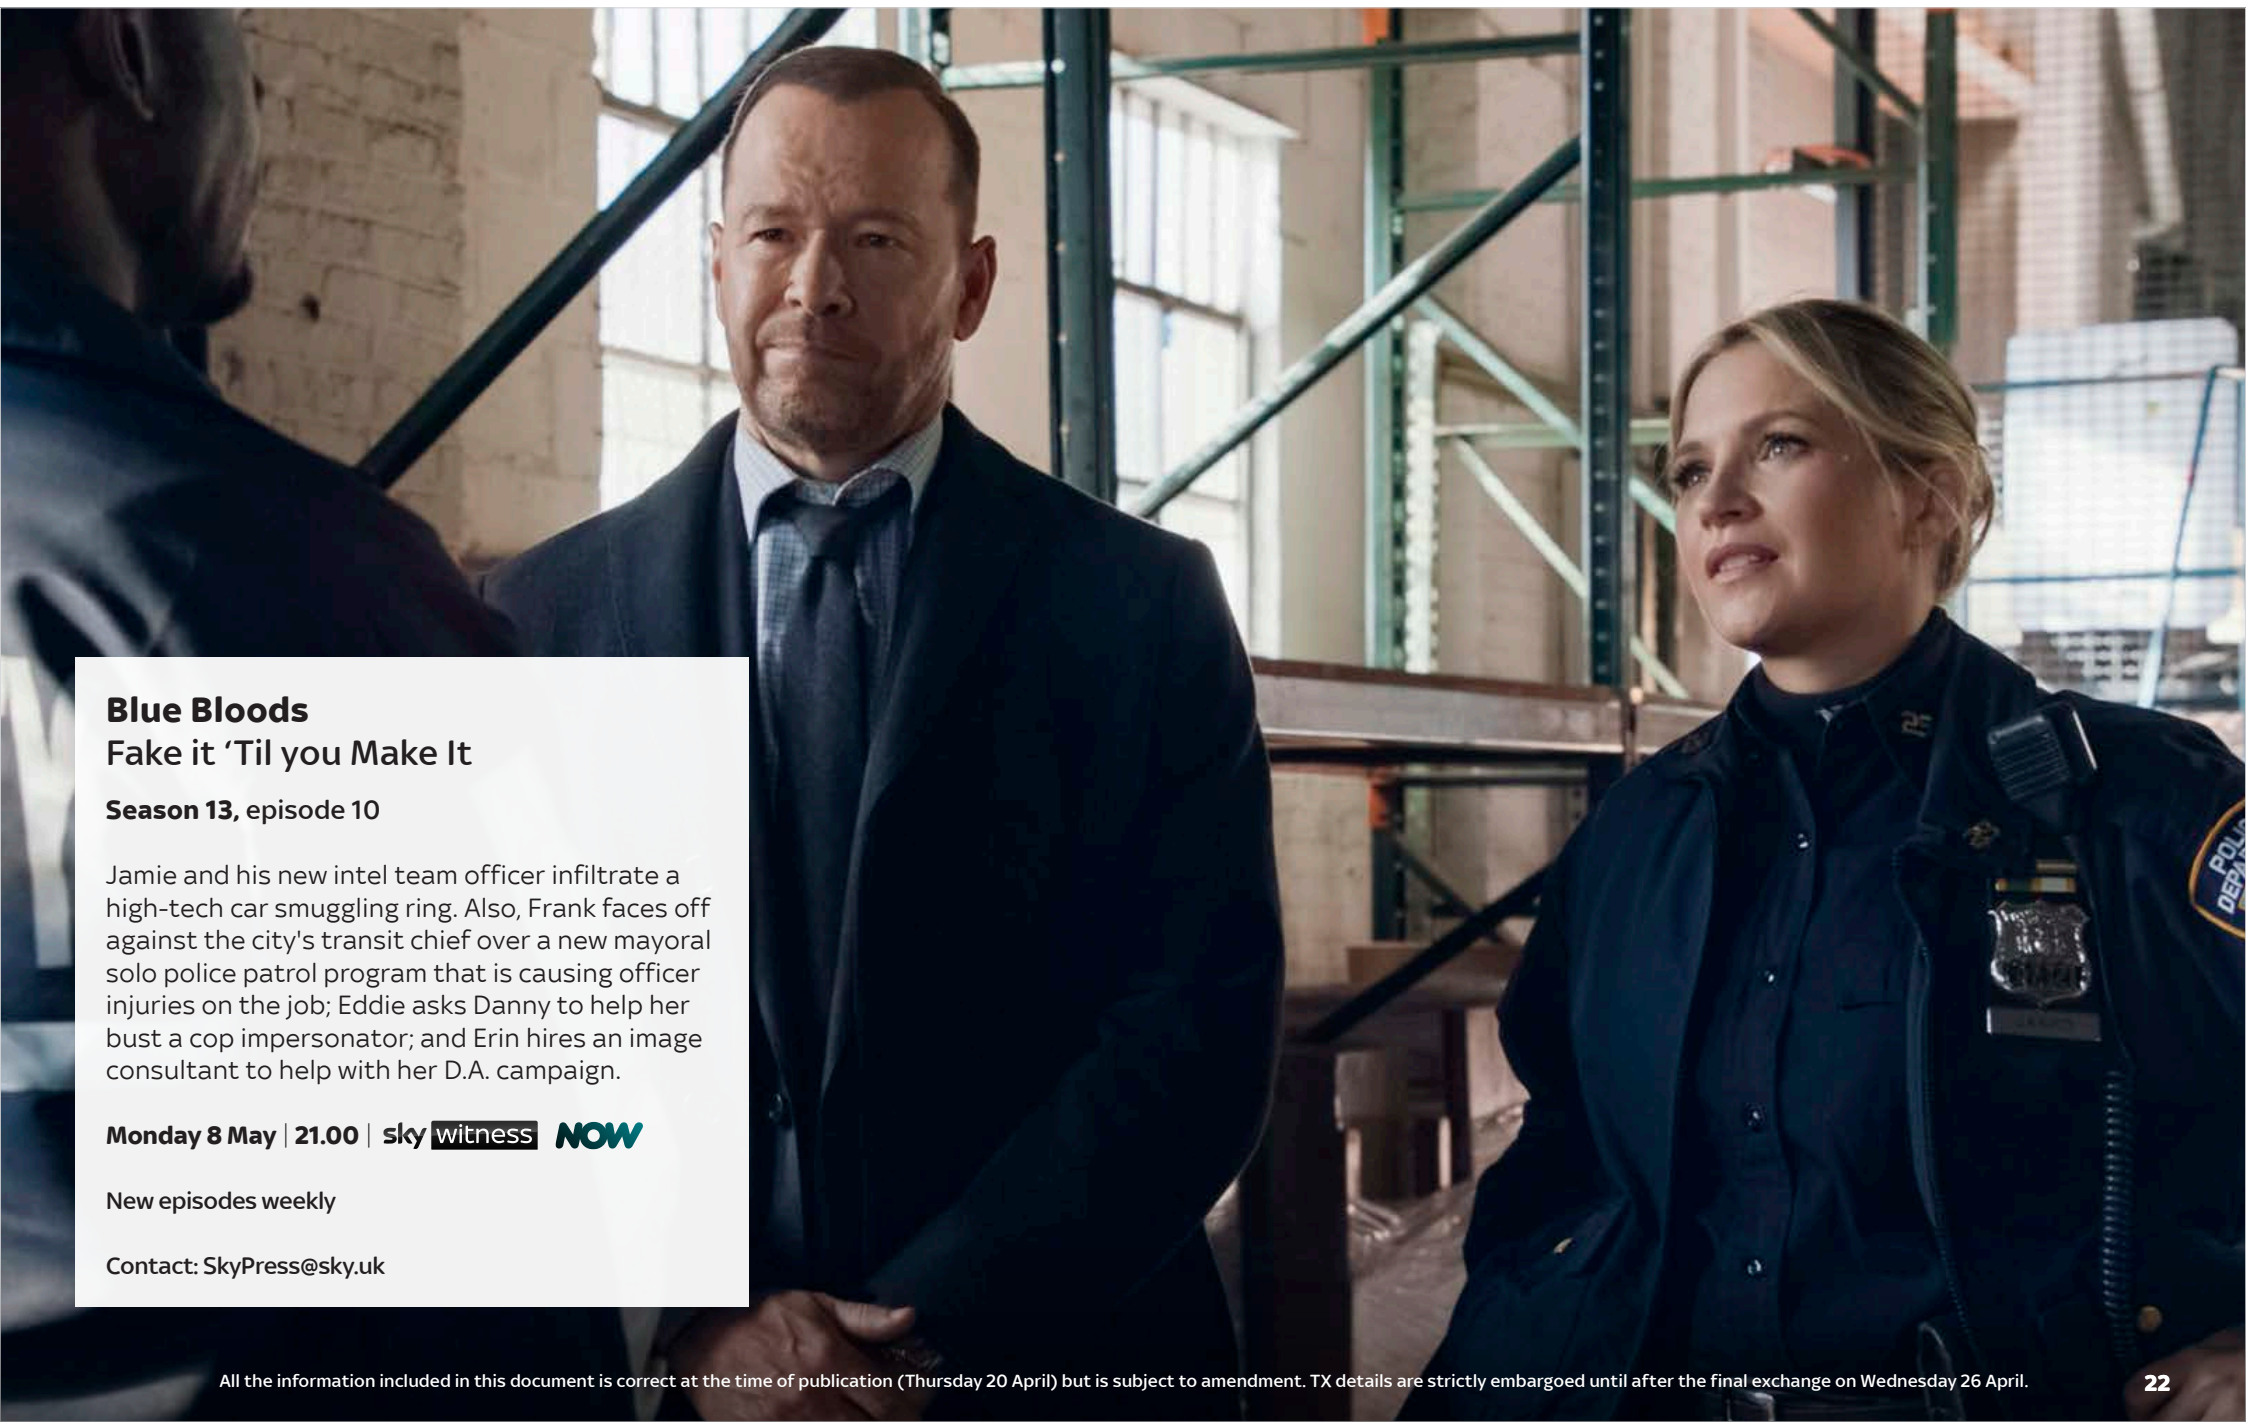 Blue Bloods
Fake it ‘Til you Make It
Season 13, episode 10
Jamie and his new intel team officer infiltrate a
high-tech car smuggling ring. Also, Frank faces off
against the city's transit chief over a new mayoral
solo police patrol program that is causing officer
injuries on the job; Eddie asks Danny to help her
bust a cop impersonator; and Erin hires an image
consultant to help with her D.A. campaign.
Monday 8 May | 21.00 | sky witness NOW
New episodes weekly
Contact: SkyPress@sky.uk
25
All the information included in this document is correct at the time of publication (Thursday 20 April) but is subject to amendment. TX details are strictly embargoed until after the final exchange on Wednesday 26 April.
22